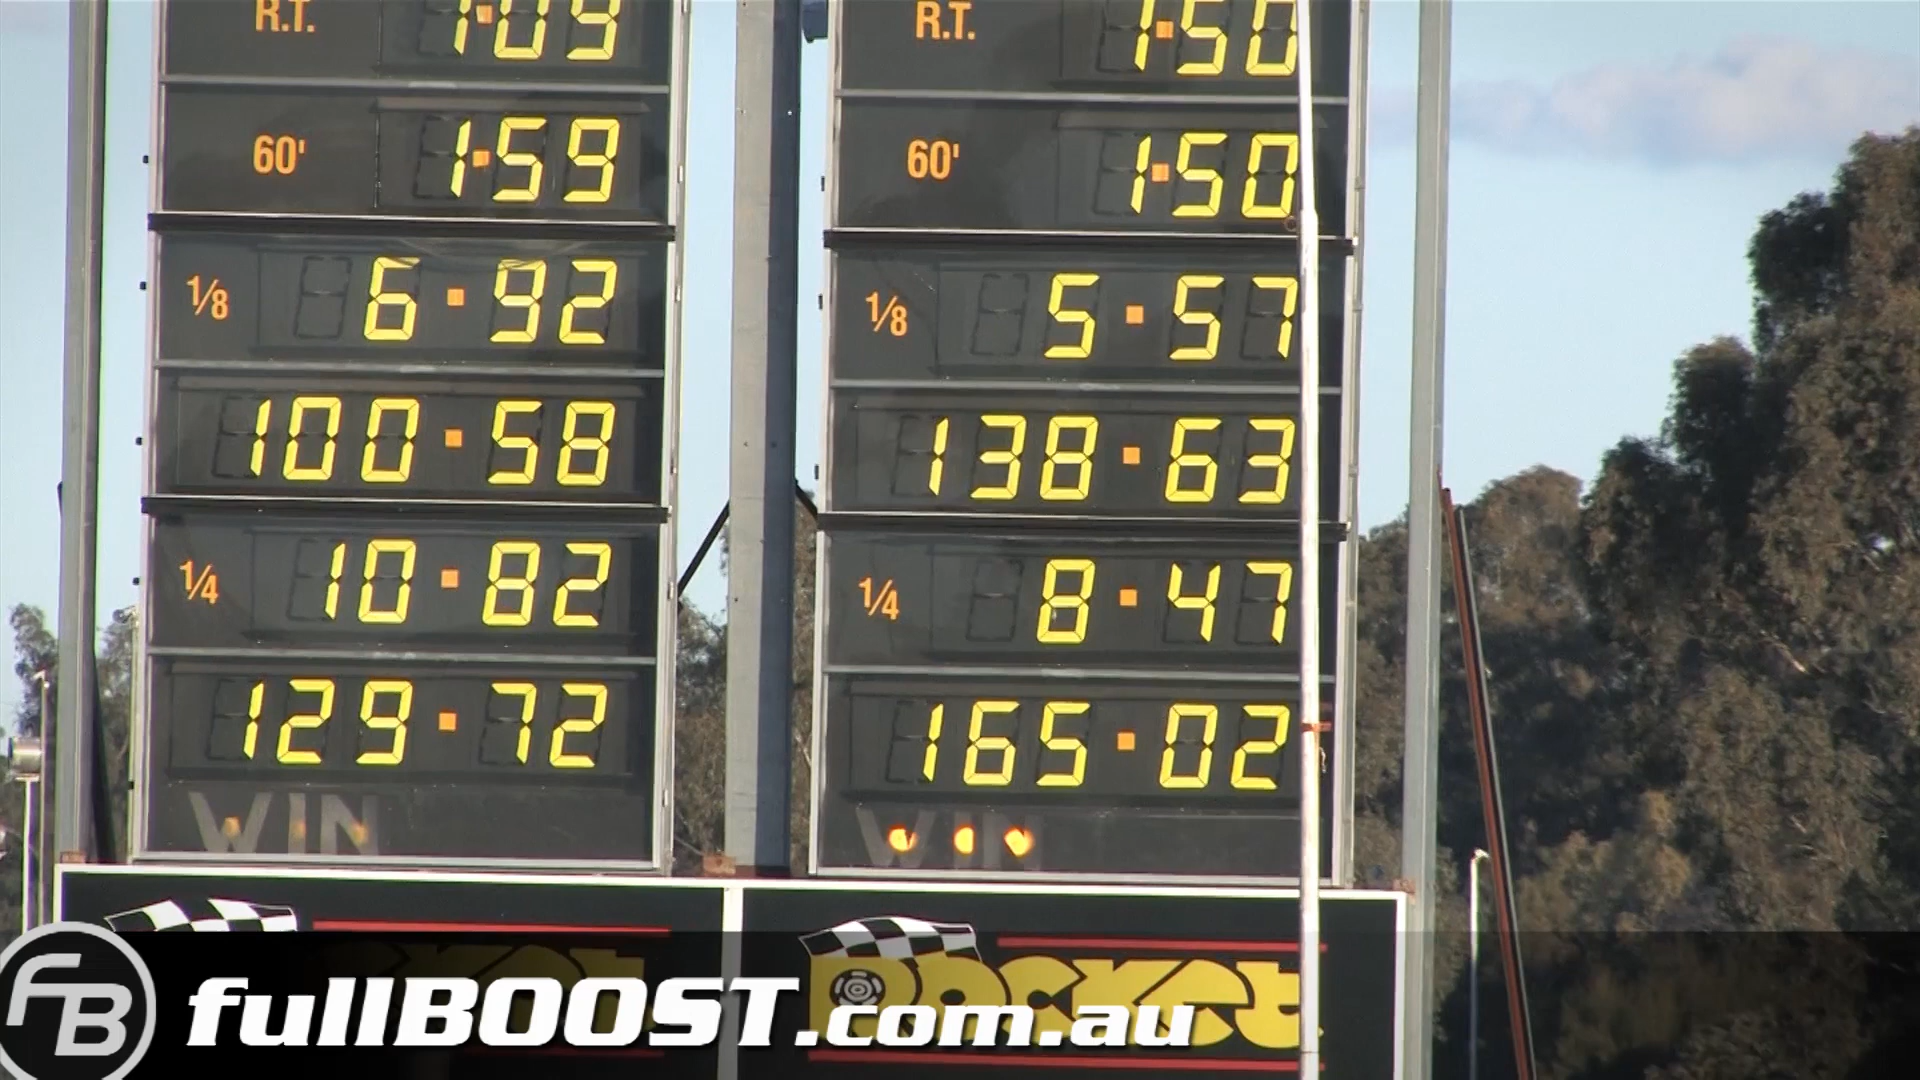 R.T. 1.09
60' 1.59
1/8 6.92
100.58
1/4 10.82
129.72
WIN
R.T. 1.50
60' 1.50
1/8 5.57
138.63
1/4 8.47
165.02
WIN
Rocket
FB fullBOOST.com.au